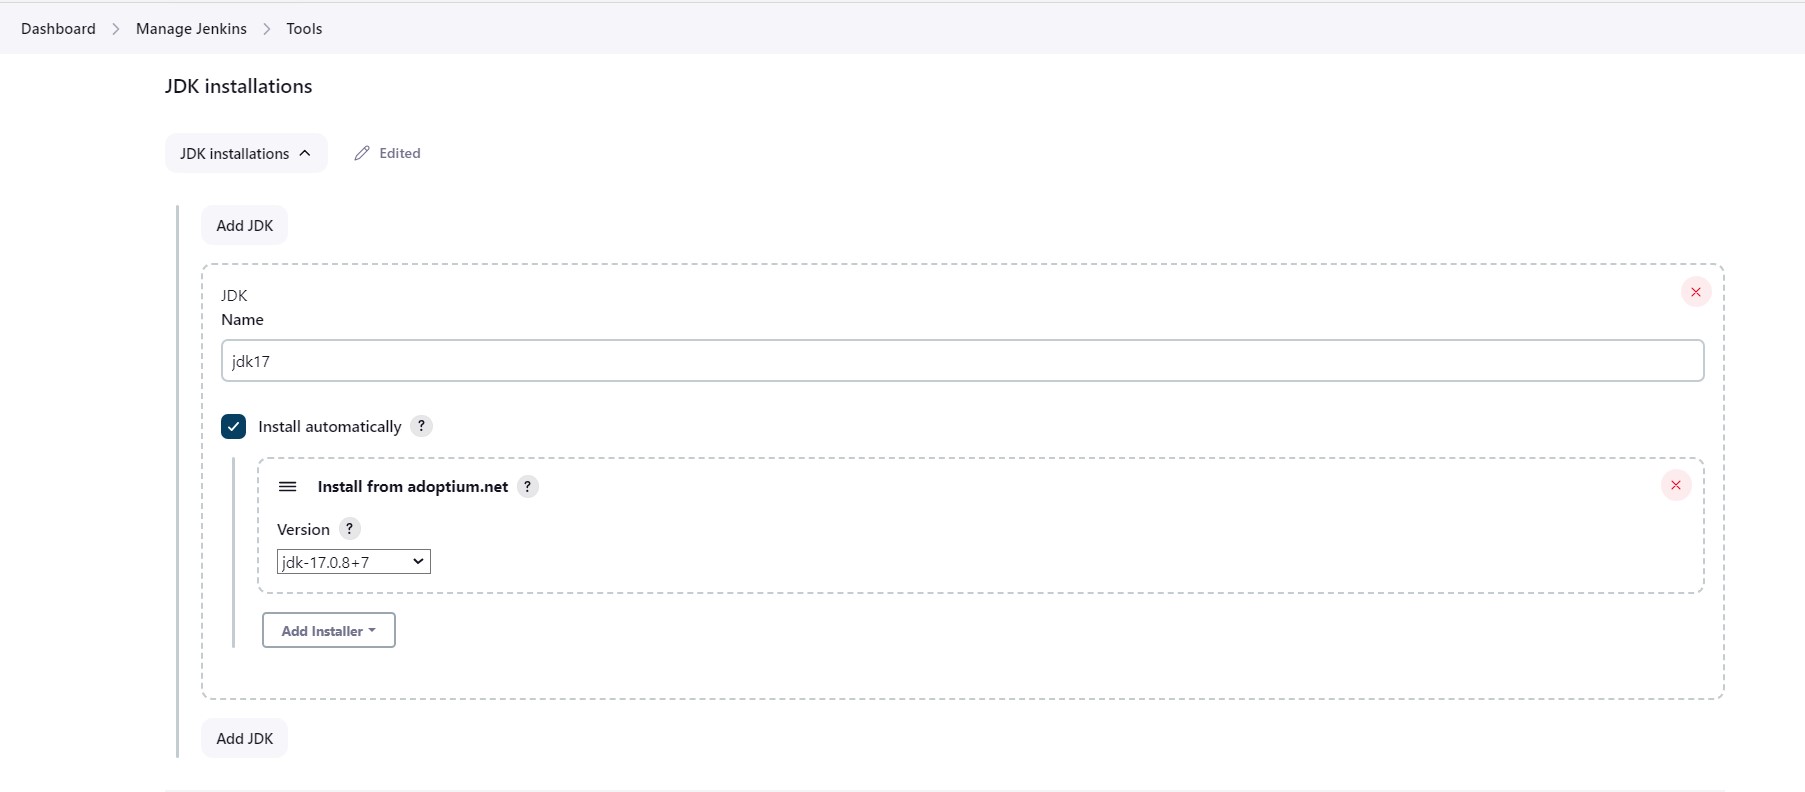 Dashboard > Manage Jenkins > Tools
JDK installations
JDK installations Edited
Add JDK
JDK
Name
jdk17
Install automatically ?
Install from adoptium.net ?
Version ?
jdk-17.0.8+7
Add Installer
Add JDK